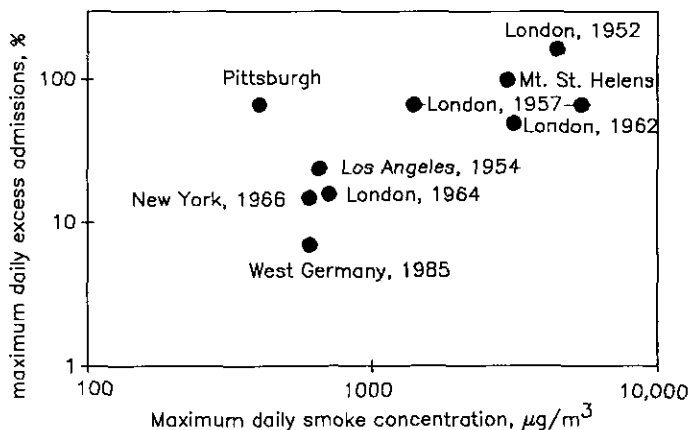 maximum daily excess admissions, %
London, 1952
100
Pittsburgh
Mt. St. Helens
London, 1957
London, 1962
Los Angeles, 1954
New York, 1966
London, 1964
10
West Germany, 1985
1
100
1000
10,000
Maximum daily smoke concentration, μg/m³